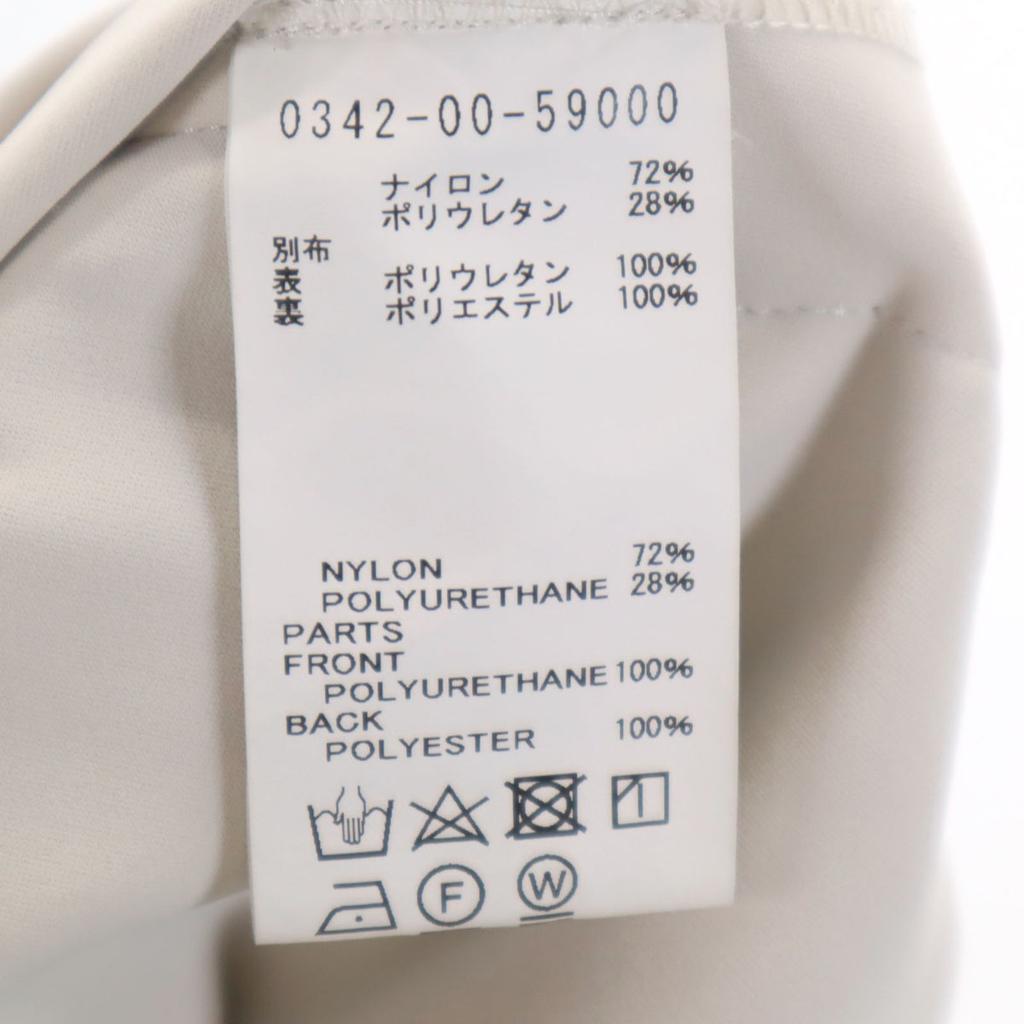 0342-00-59000
ナイロン 72%
ポリウレタン 28%
別布
表 ポリウレタン 100%
裏 ポリエステル 100%
NYLON 72%
POLYURETHANE 28%
PARTS
FRONT
POLYURETHANE 100%
BACK
POLYESTER 100%
F W